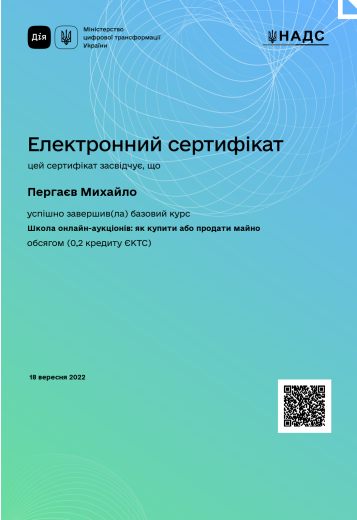 Дія
Міністерство
цифрової трансформації
України
НАДС
Електронний сертифікат
цей сертифікат засвідчує, що
Пергаєв Михайло
успішно завершив(ла) базовий курс
Школа онлайн-аукціонів: як купити або продати майно
обсягом (0,2 кредиту ЄКТС)
18 вересня 2022